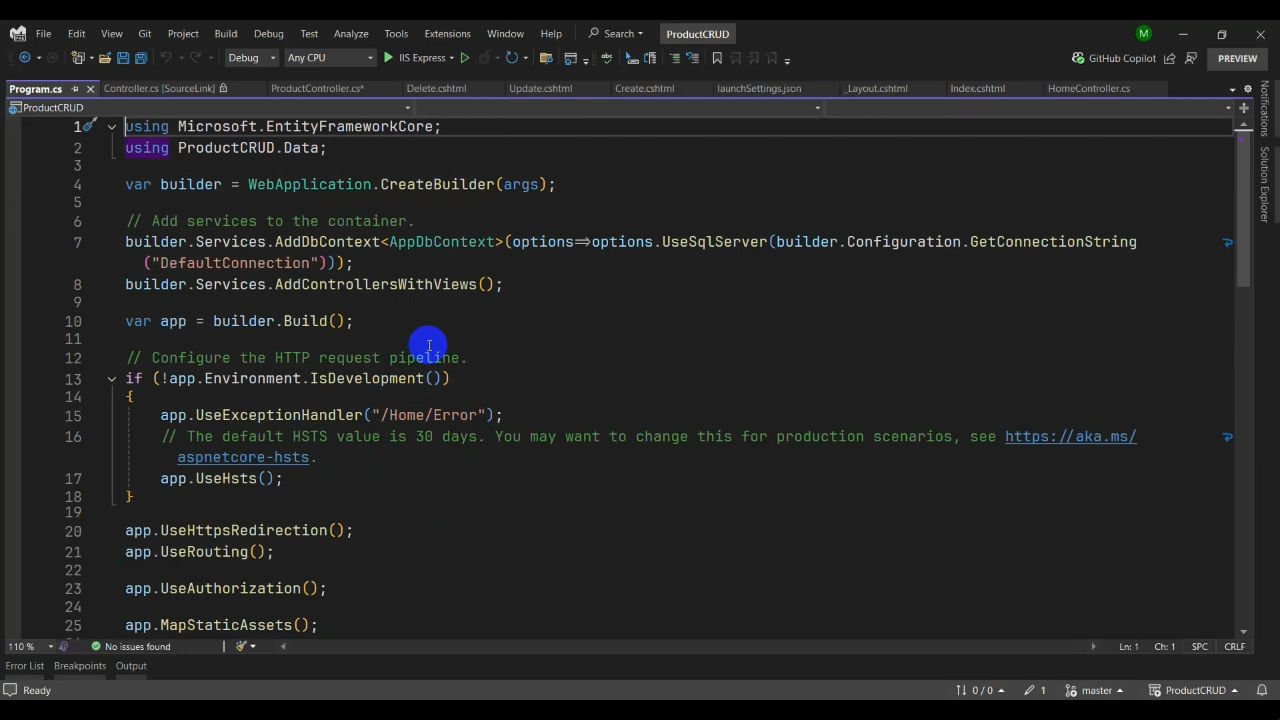 File Edit View Git Project Build Debug Test Analyze Tools Extensions Window Help Search ProductCRUD M
Debug Any CPU IIS Express GitHub Copilot PREVIEW
Program.cs Controller.cs [SourceLink] ProductController.cs* Delete.cshtml Update.cshtml Create.cshtml launchSettings.json _Layout.cshtml Index.cshtml HomeController.cs
ProductCRUD
1 using Microsoft.EntityFrameworkCore;
2 using ProductCRUD.Data;
3
4 var builder = WebApplication.CreateBuilder(args);
5
6 // Add services to the container.
7 builder.Services.AddDbContext<AppDbContext>(options=>options.UseSqlServer(builder.Configuration.GetConnectionString
("DefaultConnection")));
8 builder.Services.AddControllersWithViews();
9
10 var app = builder.Build();
11
12 // Configure the HTTP request pipeline.
13 if (!app.Environment.IsDevelopment())
14 {
15 app.UseExceptionHandler("/Home/Error");
16 // The default HSTS value is 30 days. You may want to change this for production scenarios, see https://aka.ms/
aspnetcore-hsts.
17 app.UseHsts();
18 }
19
20 app.UseHttpsRedirection();
21 app.UseRouting();
22
23 app.UseAuthorization();
24
25 app.MapStaticAssets();
Notifications
Solution Explorer
110 % No issues found Ln: 1 Ch: 1 SPC CRLF
Error List Breakpoints Output
Ready 0 / 0 1 master ProductCRUD